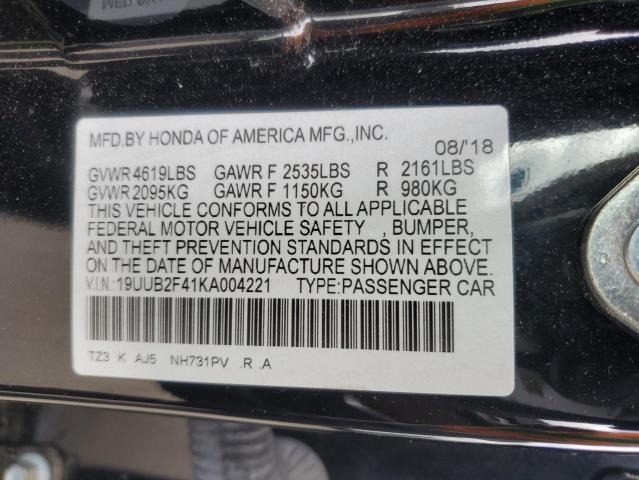 MFD.BY HONDA OF AMERICA MFG.,INC. 08/'18
GVWR 4619LBS GAWR F 2535LBS R 2161LBS
GVWR 2095KG GAWR F 1150KG R 980KG
THIS VEHICLE CONFORMS TO ALL APPLICABLE
FEDERAL MOTOR VEHICLE SAFETY , BUMPER,
AND THEFT PREVENTION STANDARDS IN EFFECT
ON THE DATE OF MANUFACTURE SHOWN ABOVE.
V.I.N.:19UUB2F41KA004221 TYPE:PASSENGER CAR
TZ3 K AJ5 NH731PV .R .A